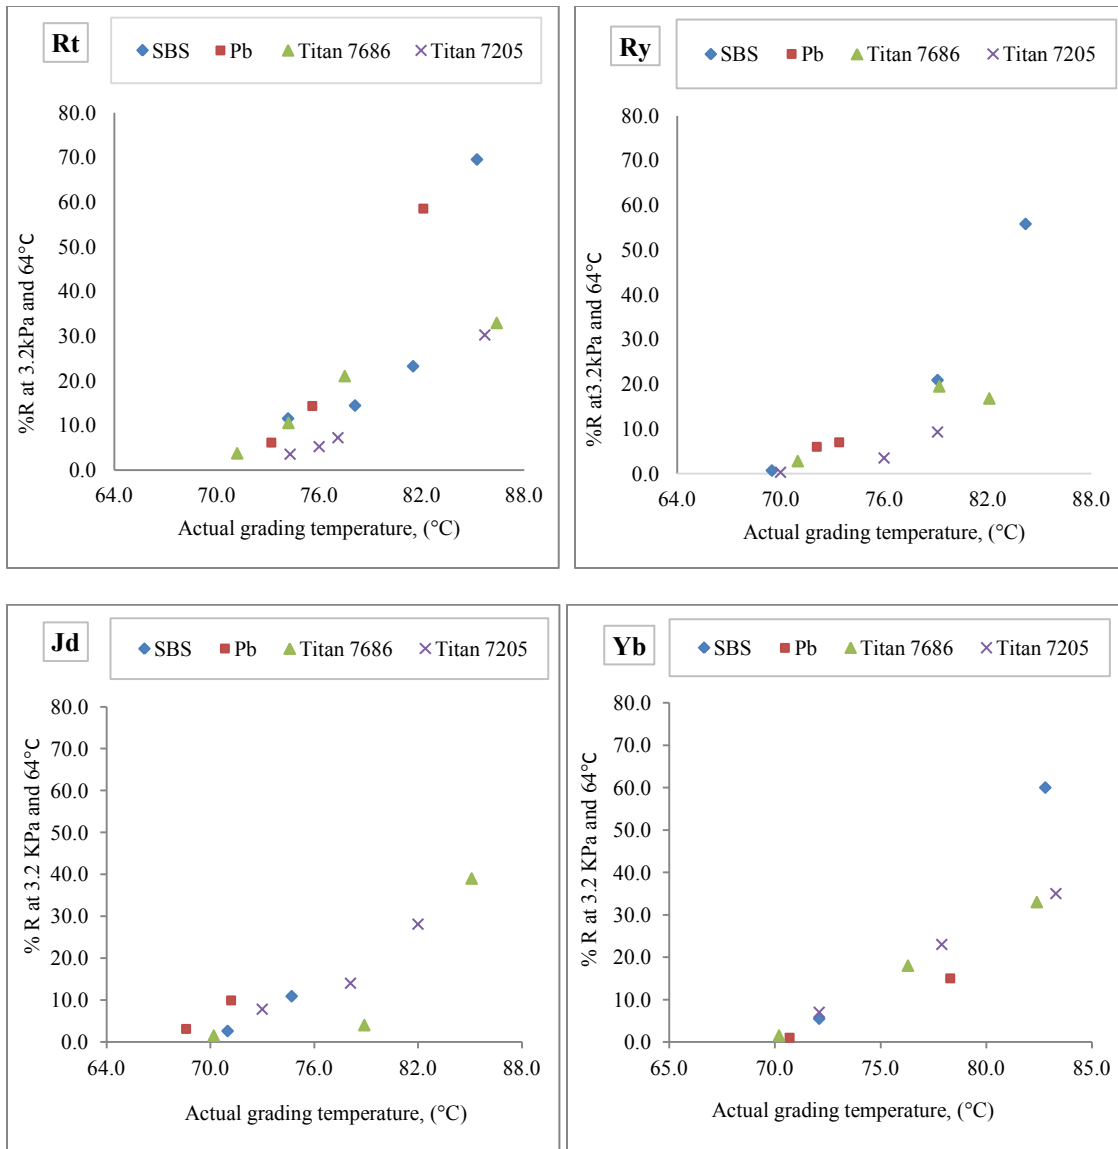 Rt
SBS Pb Titan 7686 Titan 7205
%R at 3.2kPa and 64°C
80.0
70.0
60.0
50.0
40.0
30.0
20.0
10.0
0.0
64.0 70.0 76.0 82.0 88.0
Actual grading temperature, (°C)
Ry
SBS Pb Titan 7686 Titan 7205
%R at3.2kPa and 64°C
80.0
70.0
60.0
50.0
40.0
30.0
20.0
10.0
0.0
64.0 70.0 76.0 82.0 88.0
Actual grading temperature, (°C)
Jd
SBS Pb Titan 7686 Titan 7205
% R at 3.2 KPa and 64°C
80.0
70.0
60.0
50.0
40.0
30.0
20.0
10.0
0.0
64.0 70.0 76.0 82.0 88.0
Actual grading temperature, (°C)
Yb
SBS Pb Titan 7686 Titan 7205
% R at 3.2 KPa and 64°C
80.0
70.0
60.0
50.0
40.0
30.0
20.0
10.0
0.0
65.0 70.0 75.0 80.0 85.0
Actual grading temperature, (°C)